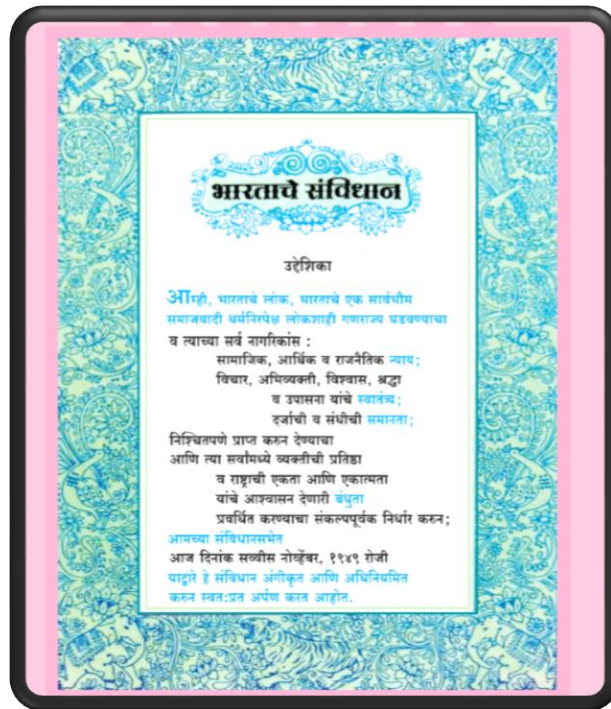 भारताचे संविधान
उद्देशिका
आम्ही, भारताचे लोक, भारताचे एक सार्वभौम
समाजवादी धर्मनिरपेक्ष लोकशाही गणराज्य घडवण्याचा
व त्याच्या सर्व नागरिकांस :
सामाजिक, आर्थिक व राजनैतिक न्याय;
विचार, अभिव्यक्ती, विश्वास, श्रद्धा
व उपासना यांचे स्वातंत्र्य;
दर्जाची व संधीची समानता;
निश्चितपणे प्राप्त करुन देण्याचा
आणि त्या सर्वांमध्ये व्यक्तीची प्रतिष्ठा
व राष्ट्राची एकता आणि एकात्मता
यांचे आश्वासन देणारी बंधुता
प्रवर्धित करण्याचा संकल्पपूर्वक निर्धार करुन;
आमच्या संविधानसभेत
आज दिनांक सव्वीस नोव्हेंबर, १९४९ रोजी
याद्वारे हे संविधान अंगीकृत आणि अधिनियमित
करुन स्वत:प्रत अर्पण करत आहोत.